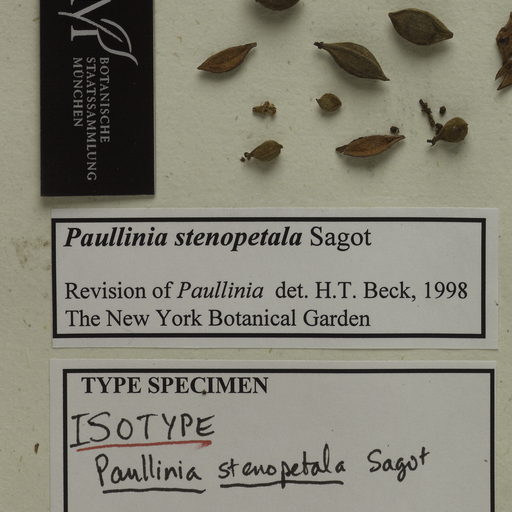 BOTANISCHE
STAATSSAMMLUNG
MÜNCHEN
Paullinia stenopetala Sagot
Revision of Paullinia det. H.T. Beck, 1998
The New York Botanical Garden
TYPE SPECIMEN
ISOTYPE
Paullinia stenopetala Sagot